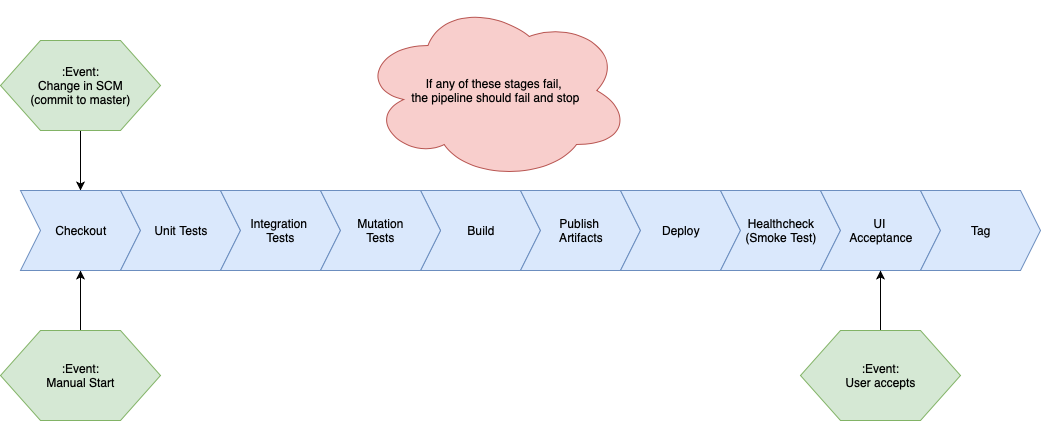 :Event:
Change in SCM
(commit to master)
If any of these stages fail,
the pipeline should fail and stop
Checkout
Unit Tests
Integration
Tests
Mutation
Tests
Build
Publish
Artifacts
Deploy
Healthcheck
(Smoke Test)
UI
Acceptance
Tag
:Event:
Manual Start
:Event:
User accepts